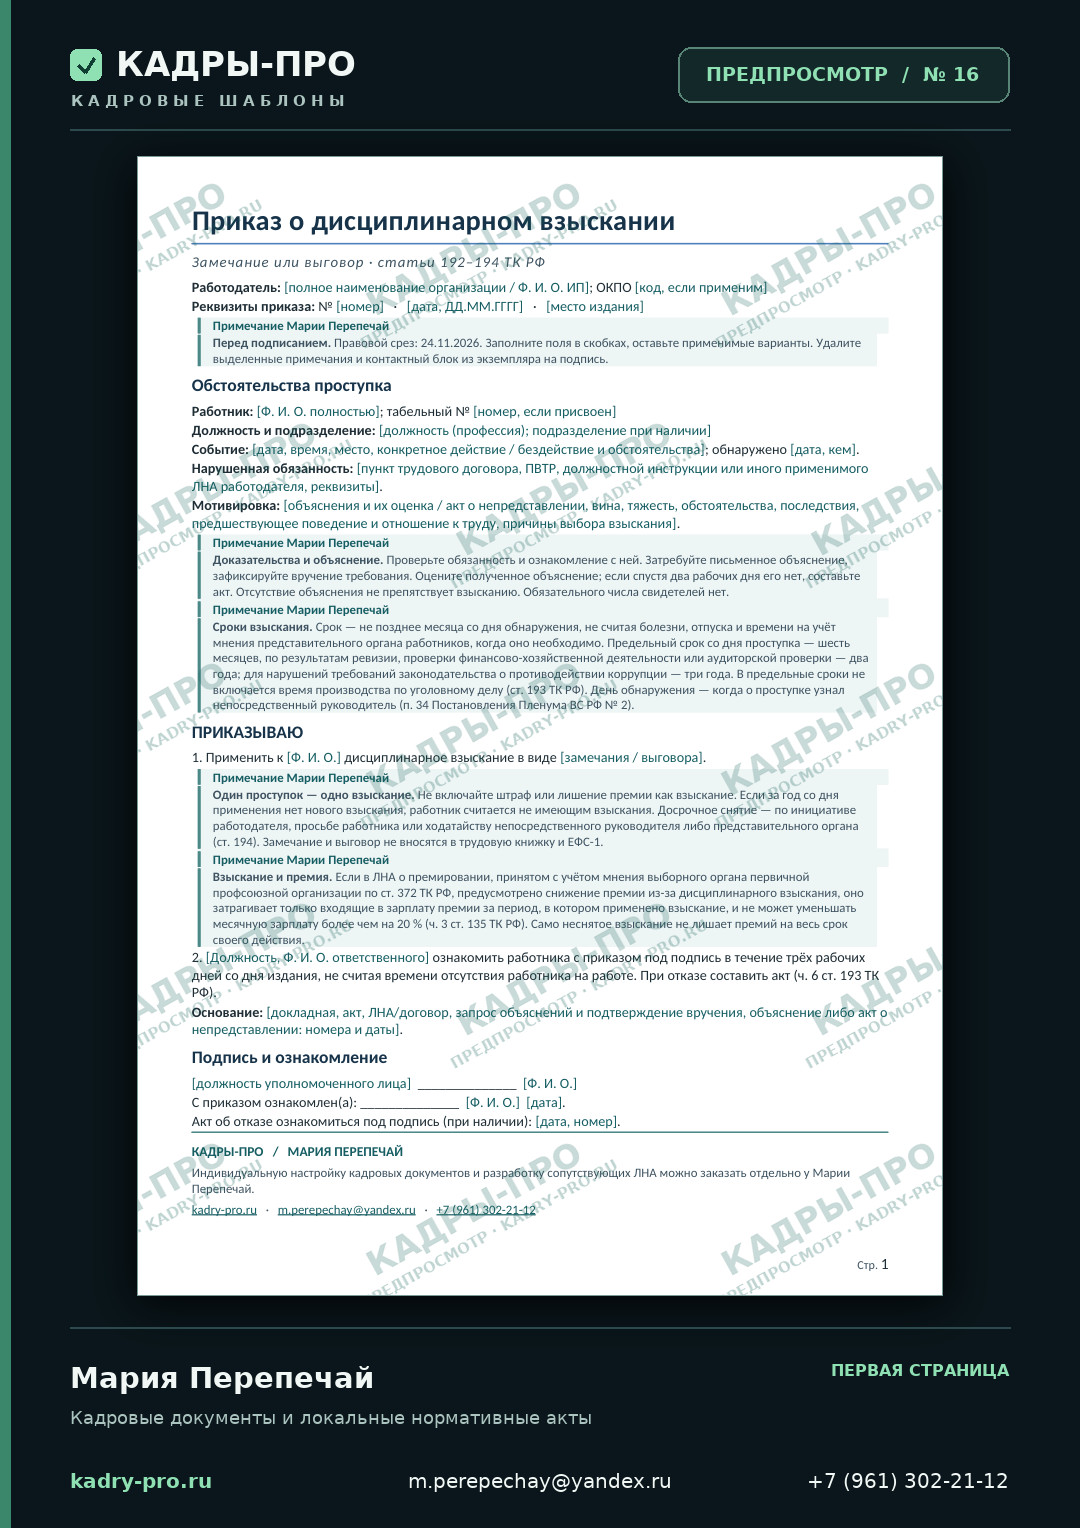 КАДРЫ-ПРО
КАДРОВЫЕ ШАБЛОНЫ
ПРЕДПРОСМОТР / № 16
Приказ о дисциплинарном взыскании
Замечание или выговор · статьи 192–194 ТК РФ
Работодатель: [полное наименование организации / Ф. И. О. ИП]; ОКПО [код, если применим]
Реквизиты приказа: № [номер] · [дата, ДД.ММ.ГГГГ] · [место издания]
Примечание Марии Перепечай
Перед подписанием. Правовой срез: 24.11.2026. Заполните поля в скобках, оставьте применимые варианты. Удалите
выделенные примечания и контактный блок из экземпляра на подпись.
Обстоятельства проступка
Работник: [Ф. И. О. полностью]; табельный № [номер, если присвоен]
Должность и подразделение: [должность (профессия); подразделение при наличии]
Событие: [дата, время, место, конкретное действие / бездействие и обстоятельства]; обнаружено [дата, кем].
Нарушенная обязанность: [пункт трудового договора, ПВТР, должностной инструкции или иного применимого
ЛНА работодателя, реквизиты].
Мотивировка: [объяснения и их оценка / акт о непредставлении, вина, тяжесть, обстоятельства, последствия,
предшествующее поведение и отношение к труду, причины выбора взыскания].
Примечание Марии Перепечай
Доказательства и объяснение. Проверьте обязанность и ознакомление с ней. Затребуйте письменное объяснение,
зафиксируйте вручение требования. Оцените полученное объяснение; если спустя два рабочих дня его нет, составьте
акт. Отсутствие объяснения не препятствует взысканию. Обязательного числа свидетелей нет.
Примечание Марии Перепечай
Сроки взыскания. Срок — не позднее месяца со дня обнаружения, не считая болезни, отпуска и времени на учёт
мнения представительного органа работников, когда оно необходимо. Предельный срок со дня проступка — шесть
месяцев, по результатам ревизии, проверки финансово-хозяйственной деятельности или аудиторской проверки — два
года; для нарушений требований законодательства о противодействии коррупции — три года. В предельные сроки не
включается время производства по уголовному делу (ст. 193 ТК РФ). День обнаружения — когда о проступке узнал
непосредственный руководитель (п. 34 Постановления Пленума ВС РФ № 2).
ПРИКАЗЫВАЮ
1. Применить к [Ф. И. О.] дисциплинарное взыскание в виде [замечания / выговора].
Примечание Марии Перепечай
Один проступок — одно взыскание. Не включайте штраф или лишение премии как взыскание. Если за год со дня
применения нет нового взыскания, работник считается не имеющим взыскания. Досрочное снятие — по инициативе
работодателя, просьбе работника или ходатайству непосредственного руководителя либо представительного органа
(ст. 194). Замечание и выговор не вносятся в трудовую книжку и ЕФС-1.
Примечание Марии Перепечай
Взыскание и премия. Если в ЛНА о премировании, принятом с учётом мнения выборного органа первичной
профсоюзной организации по ст. 372 ТК РФ, предусмотрено снижение премии из-за дисциплинарного взыскания, оно
затрагивает только входящие в зарплату премии за период, в котором применено взыскание, и не может уменьшать
месячную зарплату более чем на 20 % (ч. 3 ст. 135 ТК РФ). Само неснятое взыскание не лишает премий на весь срок
своего действия.
2. [Должность, Ф. И. О. ответственного] ознакомить работника с приказом под подпись в течение трёх рабочих
дней со дня издания, не считая времени отсутствия работника на работе. При отказе составить акт (ч. 6 ст. 193 ТК
РФ).
Основание: [докладная, акт, ЛНА/договор, запрос объяснений и подтверждение вручения, объяснение либо акт о
непредставлении: номера и даты].
Подпись и ознакомление
[должность уполномоченного лица] ______________ [Ф. И. О.]
С приказом ознакомлен(а): ______________ [Ф. И. О.] [дата].
Акт об отказе ознакомиться под подпись (при наличии): [дата, номер].
КАДРЫ-ПРО / МАРИЯ ПЕРЕПЕЧАЙ
Индивидуальную настройку кадровых документов и разработку сопутствующих ЛНА можно заказать отдельно у Марии
Перепечай.
kadry-pro.ru · m.perepechay@yandex.ru · +7 (961) 302-21-12
Стр. 1
Мария Перепечай
ПЕРВАЯ СТРАНИЦА
Кадровые документы и локальные нормативные акты
kadry-pro.ru
m.perepechay@yandex.ru
+7 (961) 302-21-12